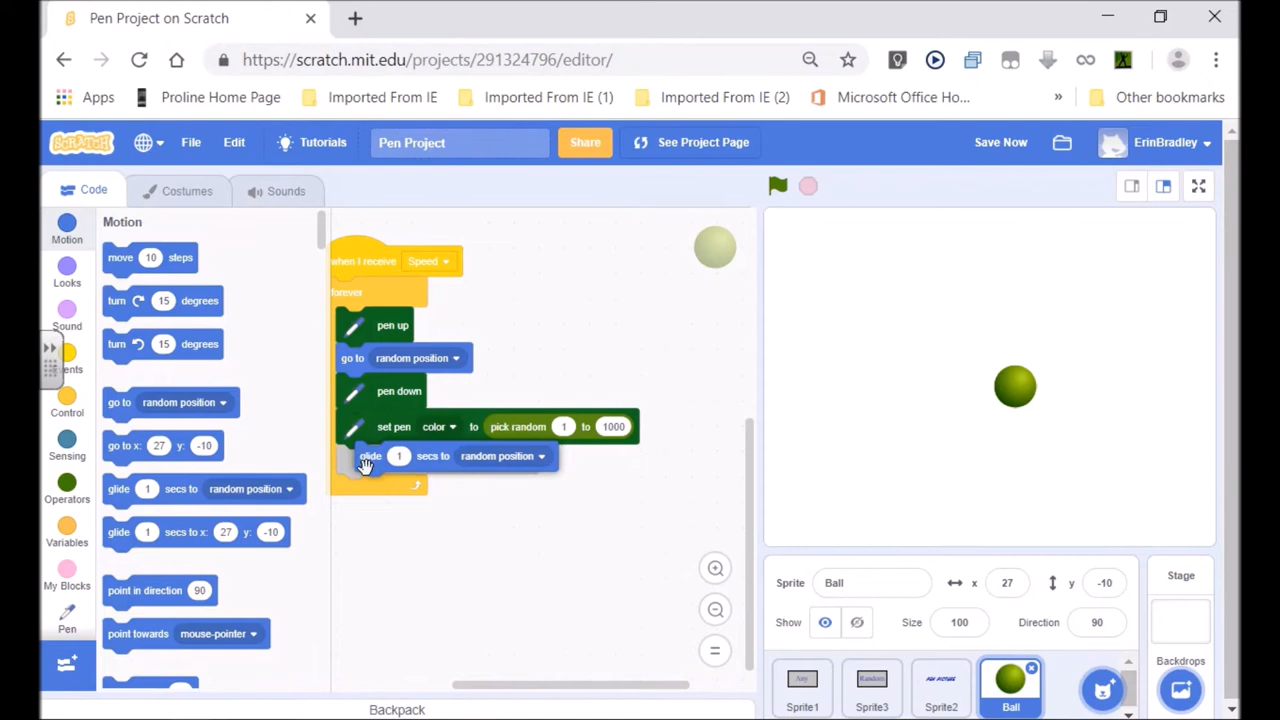 Pen Project on Scratch
https://scratch.mit.edu/projects/291324796/editor/
Apps
Proline Home Page
Imported From IE
Imported From IE (1)
Imported From IE (2)
Microsoft Office Ho...
»
Other bookmarks
SCRATCH
File
Edit
Tutorials
Pen Project
Share
See Project Page
Save Now
ErinBradley
Code
Costumes
Sounds
Motion
Looks
Sound
Control
Sensing
Operators
Variables
My Blocks
Pen
Motion
move 10 steps
turn 15 degrees
turn 15 degrees
go to random position
go to x: 27 y: -10
glide 1 secs to random position
glide 1 secs to x: 27 y: -10
point in direction 90
point towards mouse-pointer
when I receive Speed
forever
pen up
go to random position
pen down
set pen color to pick random 1 to 1000
glide 1 secs to random position
Sprite Ball x 27 y -10
Show Size 100 Direction 90
Any
Random
PEN PICTURE
Sprite1
Sprite3
Sprite2
Ball
Stage
Backdrops
Backpack